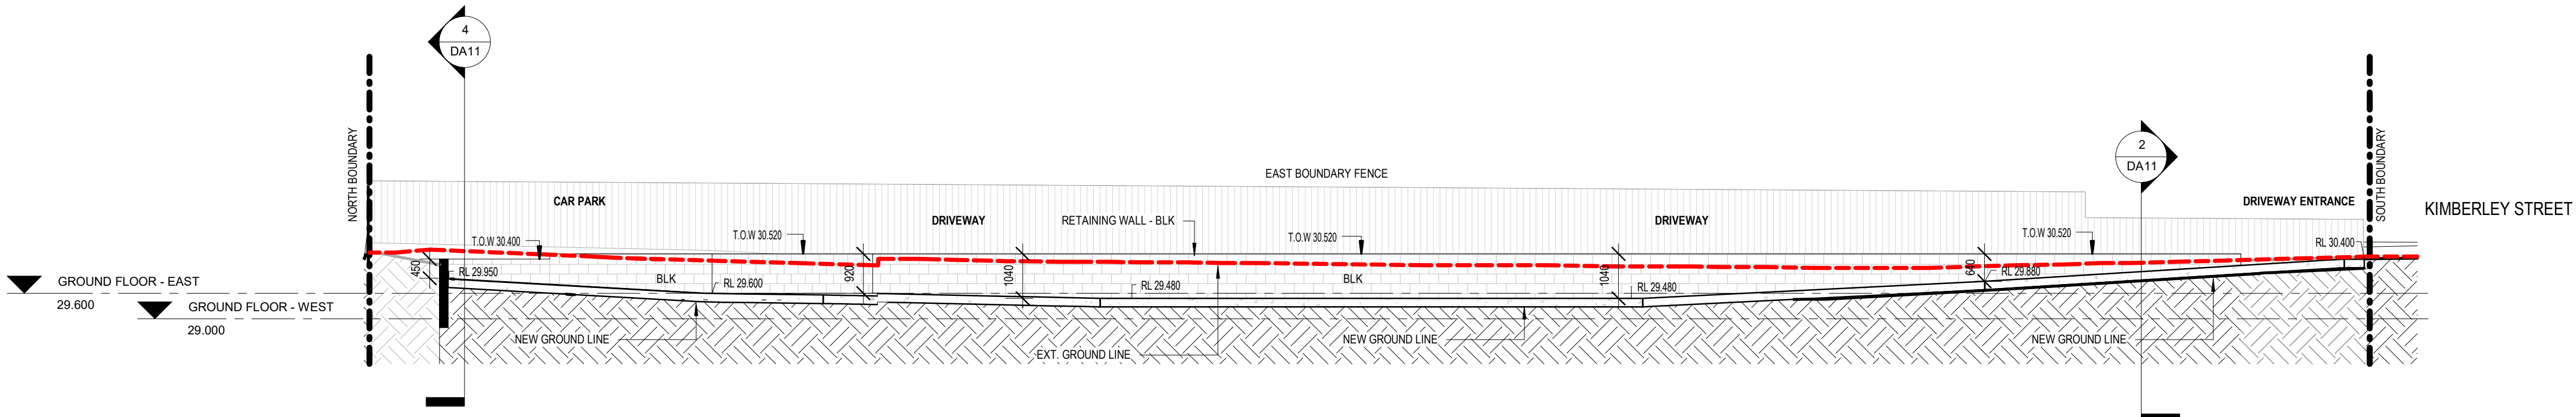 4
DA11
2
DA11
NORTH BOUNDARY
SOUTH BOUNDARY
EAST BOUNDARY FENCE
CAR PARK
DRIVEWAY
RETAINING WALL - BLK
DRIVEWAY
DRIVEWAY ENTRANCE
KIMBERLEY STREET
T.O.W 30.400
T.O.W 30.520
T.O.W 30.520
T.O.W 30.520
RL 30.400
450
920
1040
1040
640
RL 29.950
BLK
RL 29.600
RL 29.480
BLK
RL 29.480
RL 29.880
GROUND FLOOR - EAST
29.600
GROUND FLOOR - WEST
29.000
NEW GROUND LINE
EXT. GROUND LINE
NEW GROUND LINE
NEW GROUND LINE